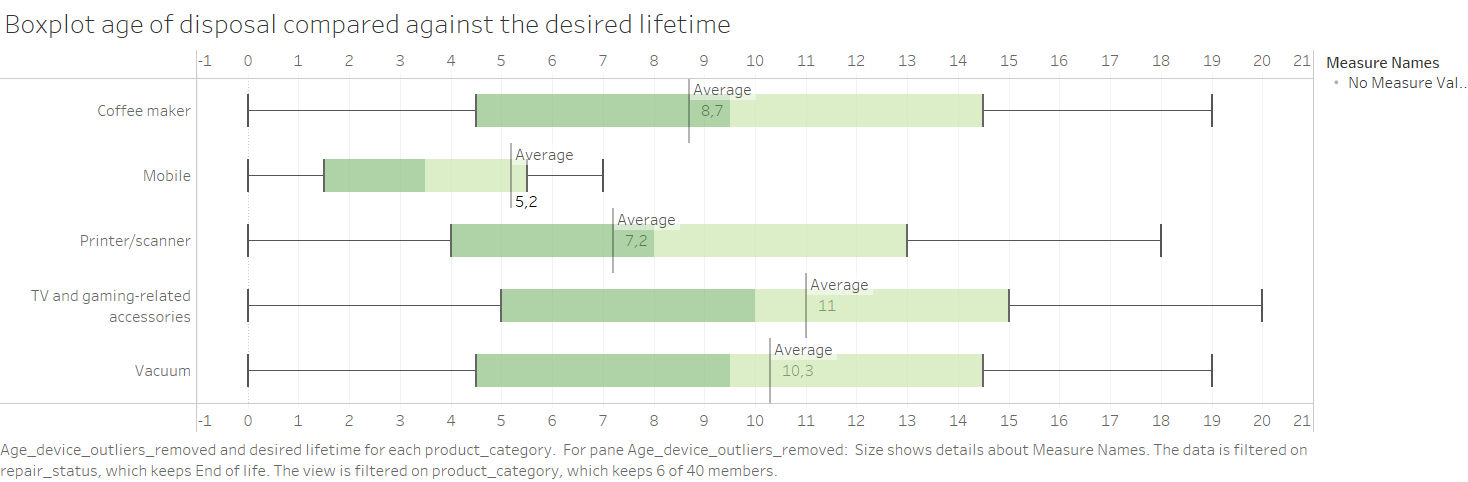 Boxplot age of disposal compared against the desired lifetime
-1 0 1 2 3 4 5 6 7 8 9 10 11 12 13 14 15 16 17 18 19 20 21
Measure Names
No Measure Val..
Coffee maker
Average
8,7
Mobile
Average
5,2
Printer/scanner
Average
7,2
TV and gaming-related
accessories
Average
11
Vacuum
Average
10,3
-1 0 1 2 3 4 5 6 7 8 9 10 11 12 13 14 15 16 17 18 19 20 21
Age_device_outliers_removed and desired lifetime for each product_category.  For pane Age_device_outliers_removed:  Size shows details about Measure Names. The data is filtered on
repair_status, which keeps End of life. The view is filtered on product_category, which keeps 6 of 40 members.